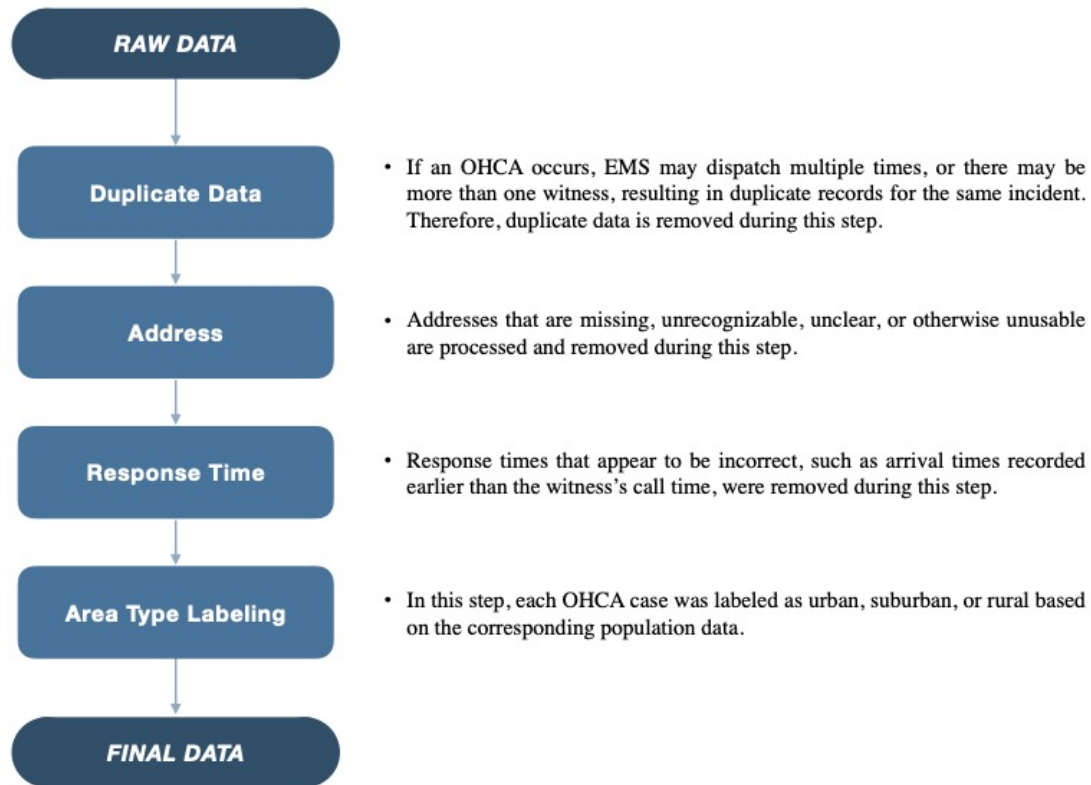 RAW DATA
Duplicate Data
• If an OHCA occurs, EMS may dispatch multiple times, or there may be
more than one witness, resulting in duplicate records for the same incident.
Therefore, duplicate data is removed during this step.
Address
• Addresses that are missing, unrecognizable, unclear, or otherwise unusable
are processed and removed during this step.
Response Time
• Response times that appear to be incorrect, such as arrival times recorded
earlier than the witness's call time, were removed during this step.
Area Type Labeling
• In this step, each OHCA case was labeled as urban, suburban, or rural based
on the corresponding population data.
FINAL DATA